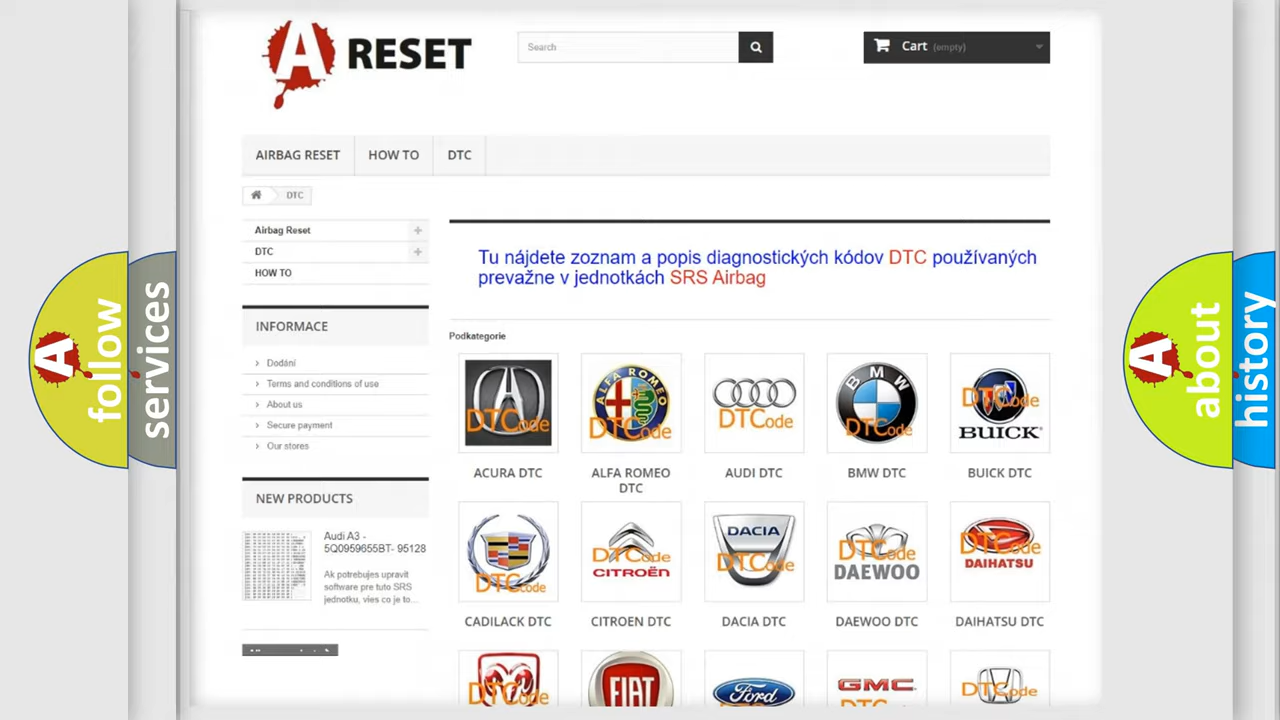 A RESET
Search
Cart (empty)
AIRBAG RESET
HOW TO
DTC
DTC
Airbag Reset
DTC
HOW TO
Tu nájdete zoznam a popis diagnostických kódov DTC používaných
prevažne v jednotkách SRS Airbag
INFORMACE
Dodání
Terms and conditions of use
About us
Secure payment
Our stores
NEW PRODUCTS
Audi A3 -
5Q0959655BT- 95128
Ak potrebujes upravit
software pre tuto SRS
jednotku, vies co je to...
Podkategorie
DTCode
ALFA ROMEO
DTCode
DTCode
BMW
DTCode
DTCode
BUICK
ACURA DTC
ALFA ROMEO
DTC
AUDI DTC
BMW DTC
BUICK DTC
DTCode
DTCode
CITROËN
DACIA
DTCode
DTCode
DAEWOO
DTCode
DAIHATSU
CADILACK DTC
CITROEN DTC
DACIA DTC
DAEWOO DTC
DAIHATSU DTC
DTCode
FIAT
Ford
GMC
DTCode
A follow
services
A about
history